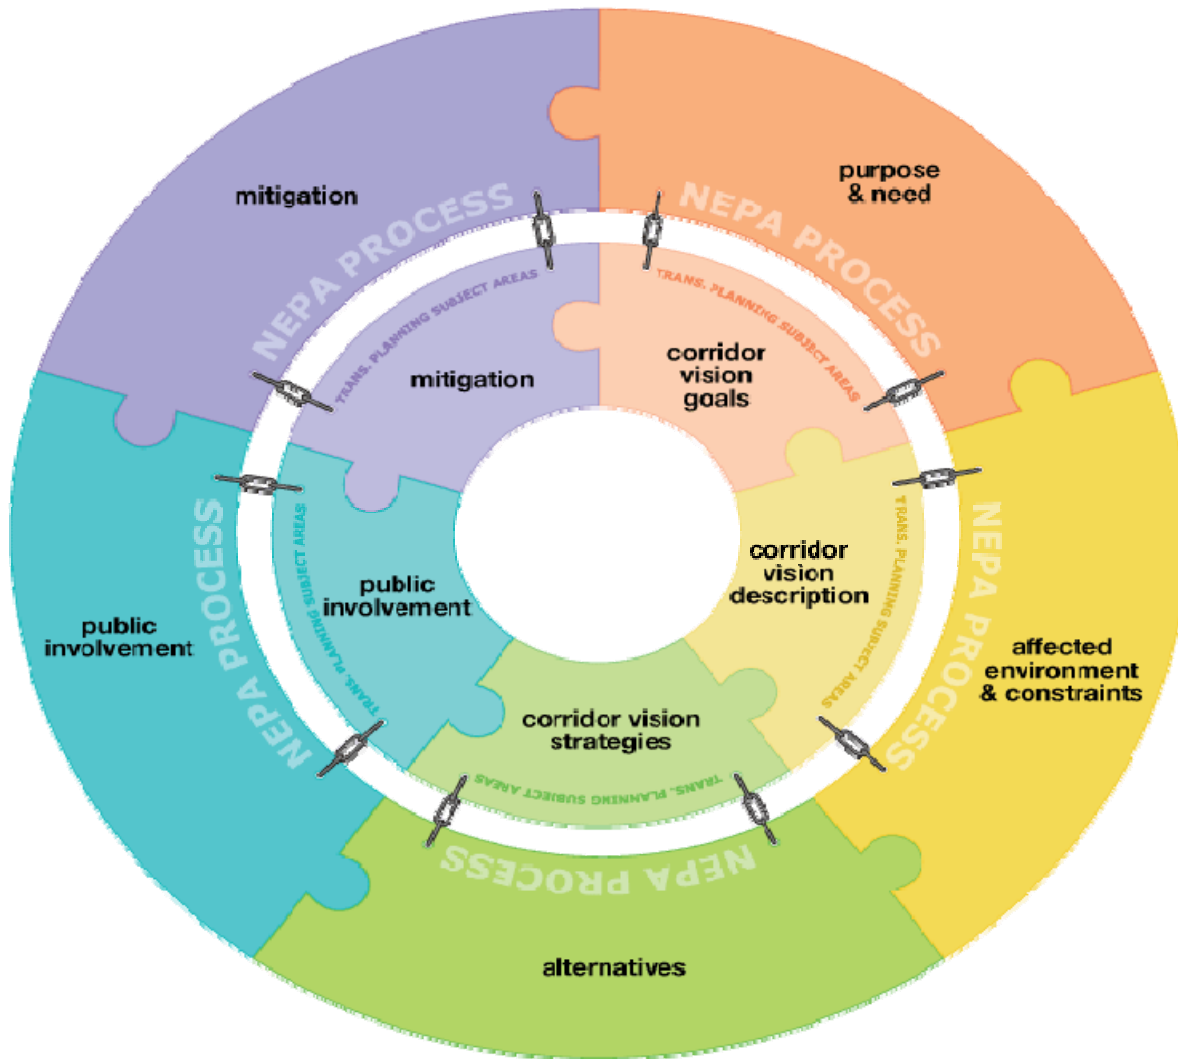 mitigation
NEPA PROCESS
TRANS. PLANNING SUBJECT AREAS
mitigation
purpose
& need
NEPA PROCESS
TRANS. PLANNING SUBJECT AREAS
corridor
vision
goals
corridor
vision
description
TRANS. PLANNING SUBJECT AREAS
NEPA PROCESS
affected
environment
& constraints
public
involvement
NEPA PROCESS
TRANS. PLANNING SUBJECT AREAS
public
involvement
corridor vision
strategies
TRANS. PLANNING SUBJECT AREAS
NEPA PROCESS
alternatives